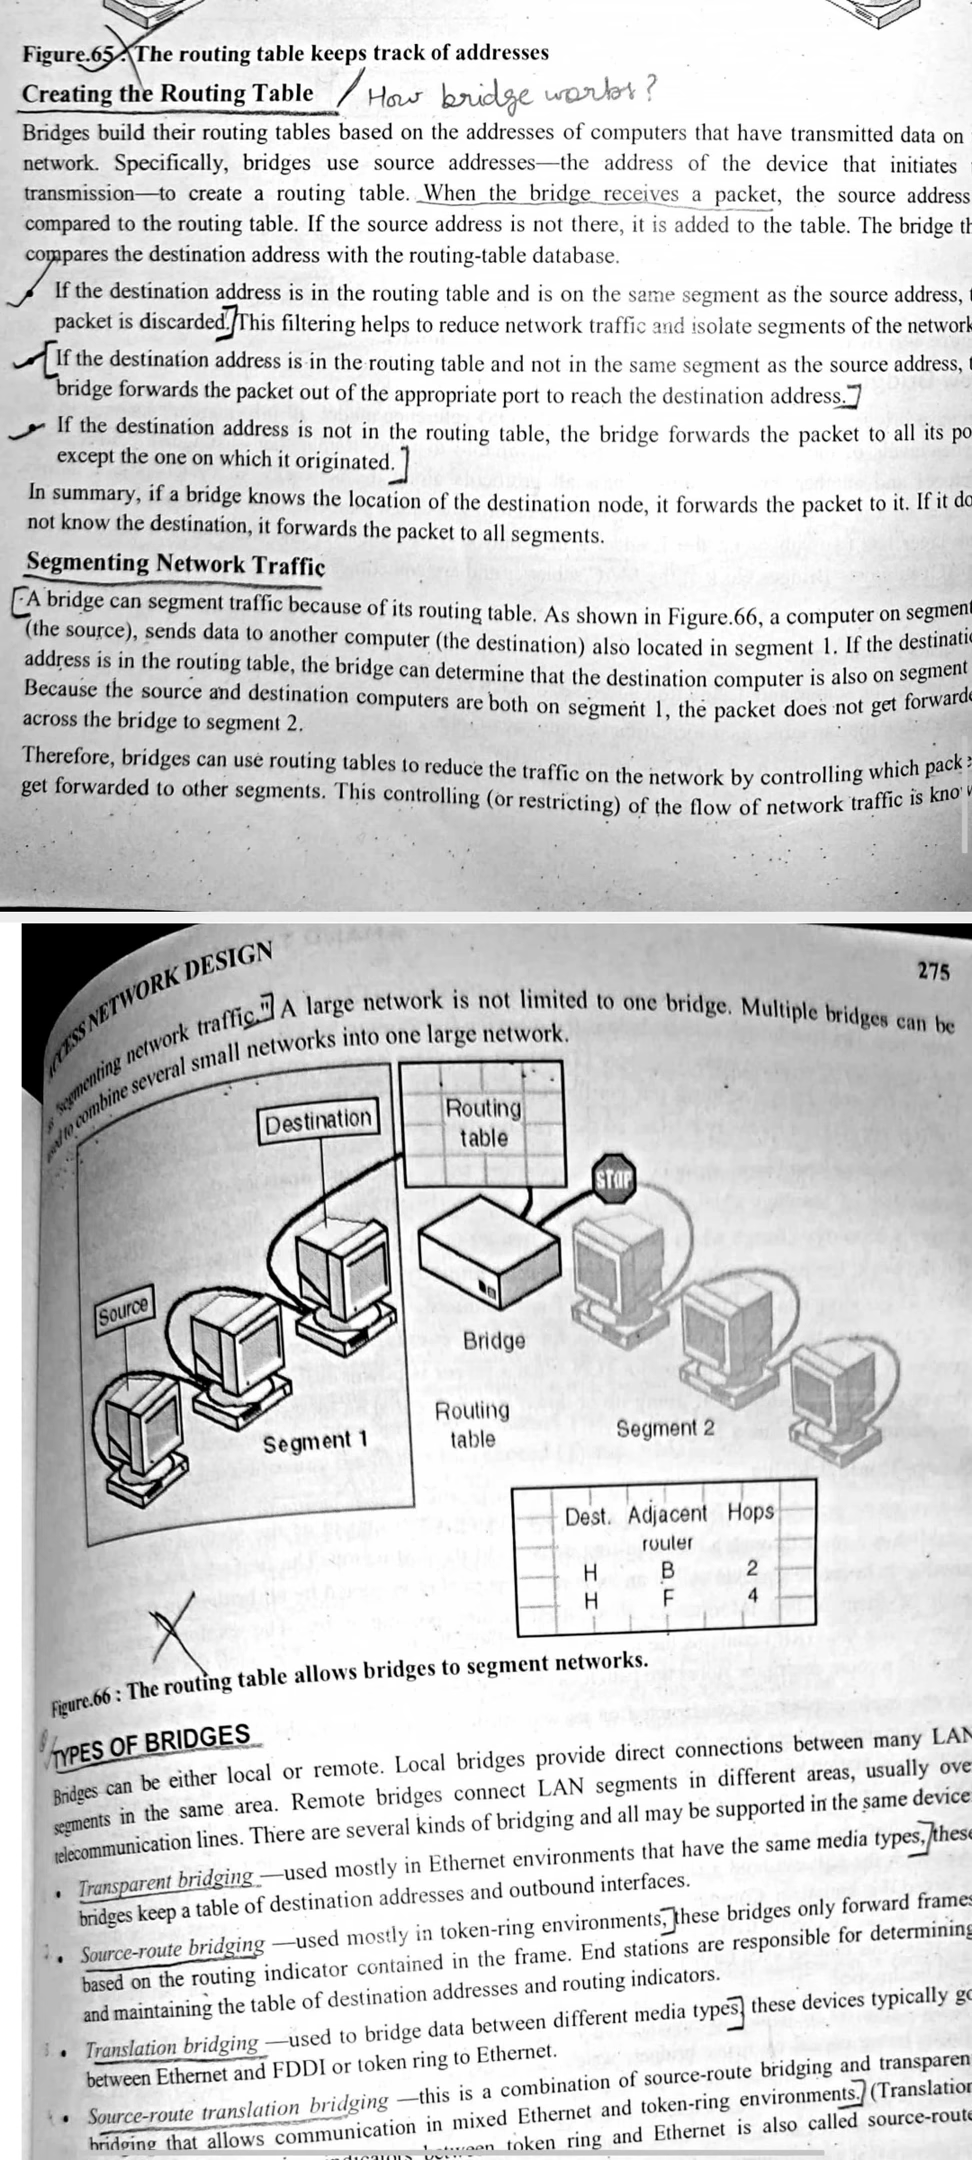 Figure.65 : The routing table keeps track of addresses
Creating the Routing Table / How bridge works?
Bridges build their routing tables based on the addresses of computers that have transmitted data on
network. Specifically, bridges use source addresses—the address of the device that initiates
transmission—to create a routing table. When the bridge receives a packet, the source address
compared to the routing table. If the source address is not there, it is added to the table. The bridge th
compares the destination address with the routing-table database.
If the destination address is in the routing table and is on the same segment as the source address, t
packet is discarded. This filtering helps to reduce network traffic and isolate segments of the network
If the destination address is in the routing table and not in the same segment as the source address, t
bridge forwards the packet out of the appropriate port to reach the destination address.
If the destination address is not in the routing table, the bridge forwards the packet to all its po
except the one on which it originated.
In summary, if a bridge knows the location of the destination node, it forwards the packet to it. If it do
not know the destination, it forwards the packet to all segments.
Segmenting Network Traffic
A bridge can segment traffic because of its routing table. As shown in Figure.66, a computer on segment
(the source), sends data to another computer (the destination) also located in segment 1. If the destinatio
address is in the routing table, the bridge can determine that the destination computer is also on segment
Because the source and destination computers are both on segment 1, the packet does not get forwarde
across the bridge to segment 2.
Therefore, bridges can use routing tables to reduce the traffic on the network by controlling which pack
get forwarded to other segments. This controlling (or restricting) of the flow of network traffic is know
CCESS NETWORK DESIGN
275
"segmenting network traffic." A large network is not limited to one bridge. Multiple bridges can be
used to combine several small networks into one large network.
Destination
Routing
table
STOP
Source
Bridge
Segment 1
Routing
table
Segment 2
Dest. Adjacent Hops
router
H B 2
H F 4
Figure.66 : The routing table allows bridges to segment networks.
TYPES OF BRIDGES
Bridges can be either local or remote. Local bridges provide direct connections between many LAN
segments in the same area. Remote bridges connect LAN segments in different areas, usually ove
telecommunication lines. There are several kinds of bridging and all may be supported in the same device
• Transparent bridging —used mostly in Ethernet environments that have the same media types, these
bridges keep a table of destination addresses and outbound interfaces.
• Source-route bridging —used mostly in token-ring environments, these bridges only forward frames
based on the routing indicator contained in the frame. End stations are responsible for determining
and maintaining the table of destination addresses and routing indicators.
• Translation bridging —used to bridge data between different media types, these devices typically go
between Ethernet and FDDI or token ring to Ethernet.
• Source-route translation bridging —this is a combination of source-route bridging and transparen
bridging that allows communication in mixed Ethernet and token-ring environments. (Translation
token ring and Ethernet is also called source-route